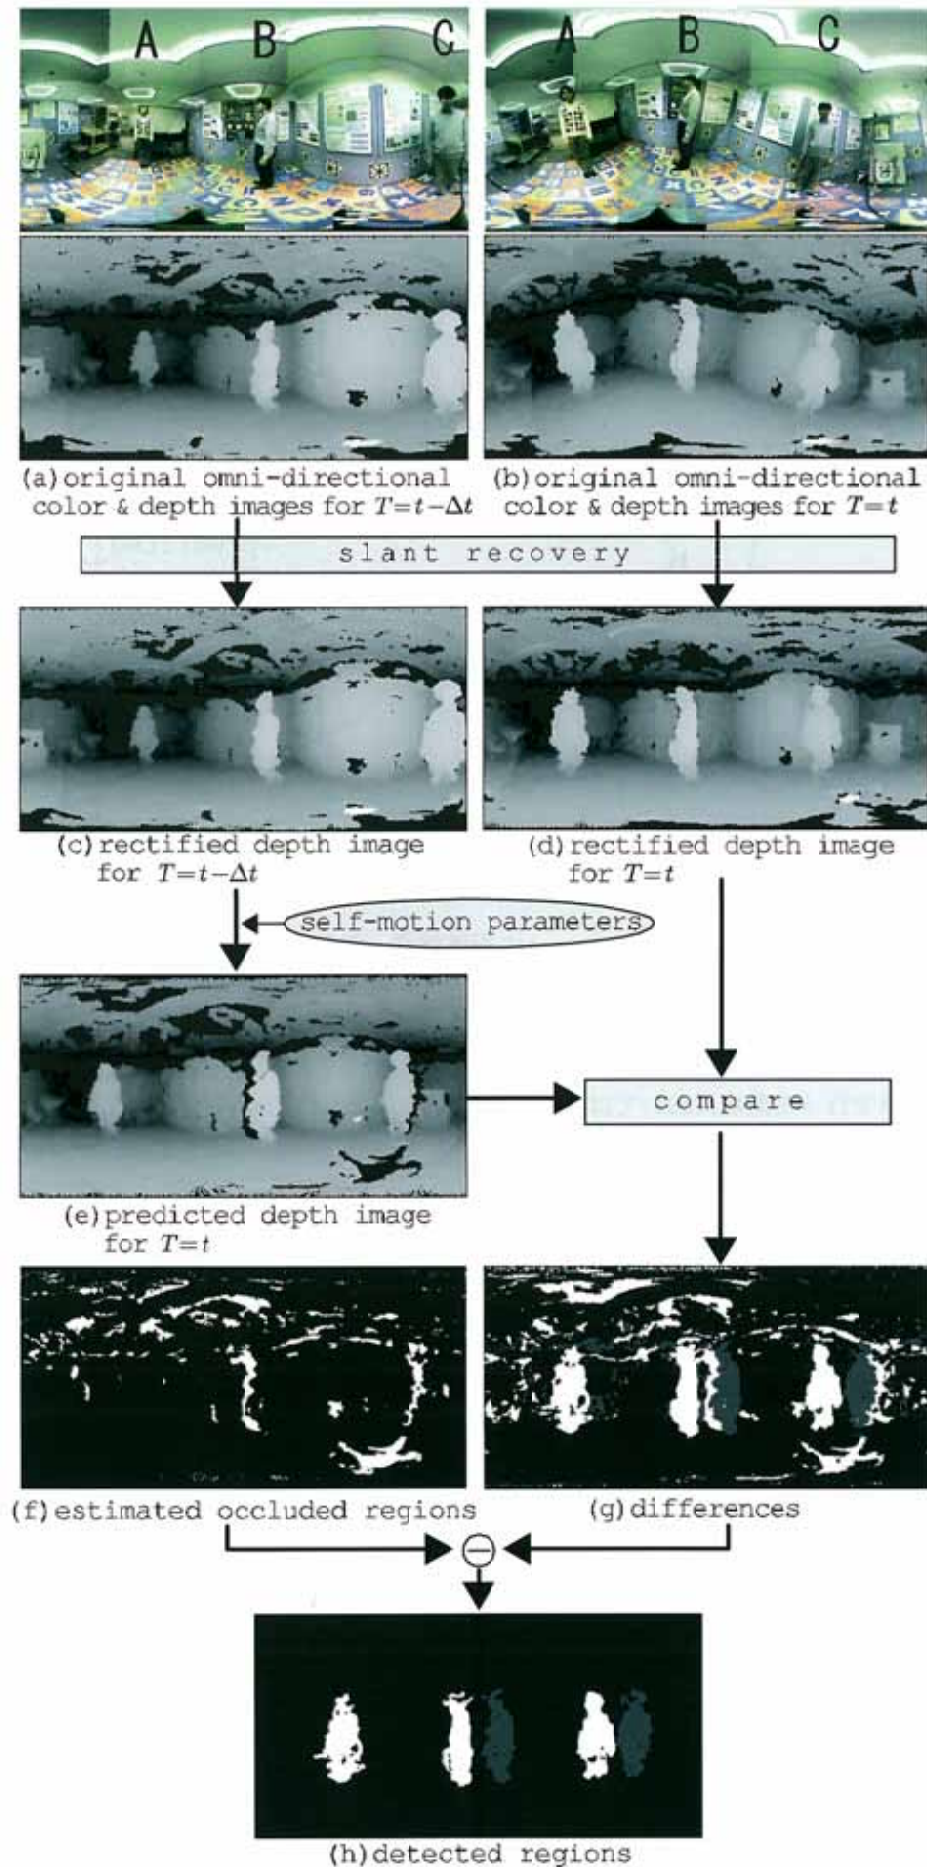 A B C
A B C
(a)original omni-directional
color & depth images for T=t−Δt
(b)original omni-directional
color & depth images for T=t
slant recovery
(c)rectified depth image
for T=t−Δt
(d)rectified depth image
for T=t
self-motion parameters
compare
(e)predicted depth image
for T=t
(f)estimated occluded regions
(g)differences
−
(h)detected regions